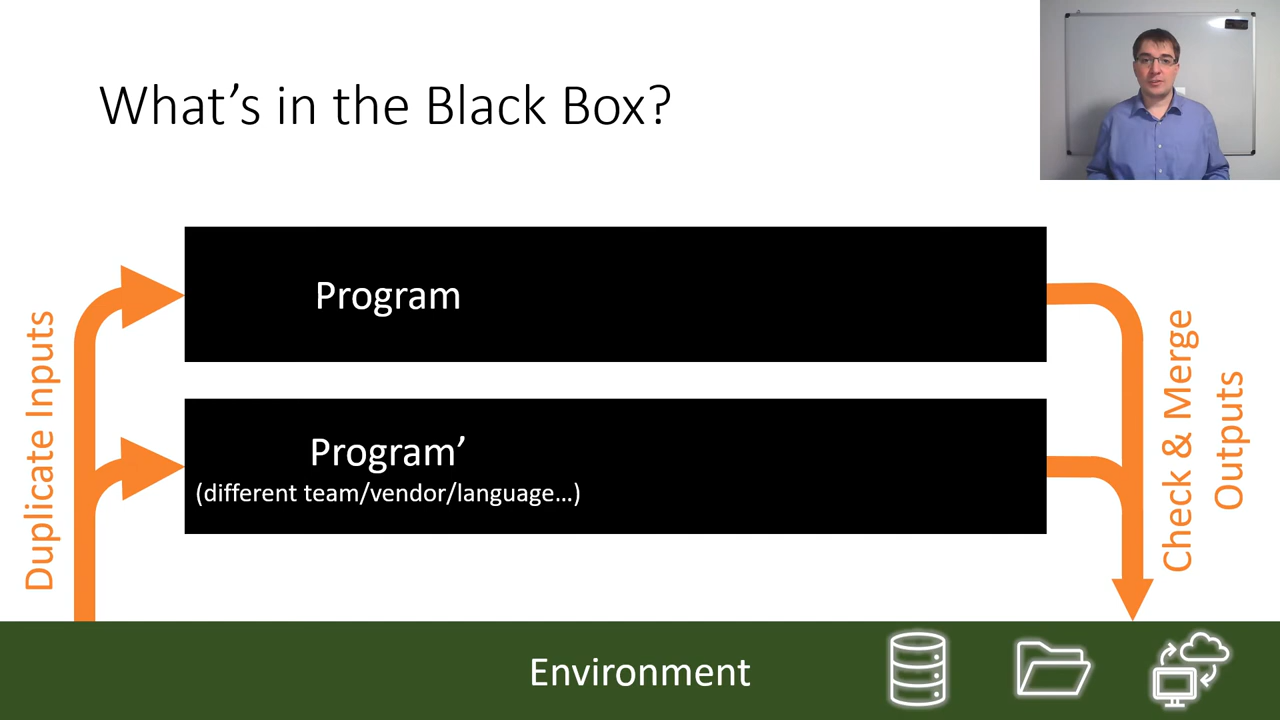 What's in the Black Box?
Duplicate Inputs
Program
Program’
(different team/vendor/language…)
Check & Merge
Outputs
Environment